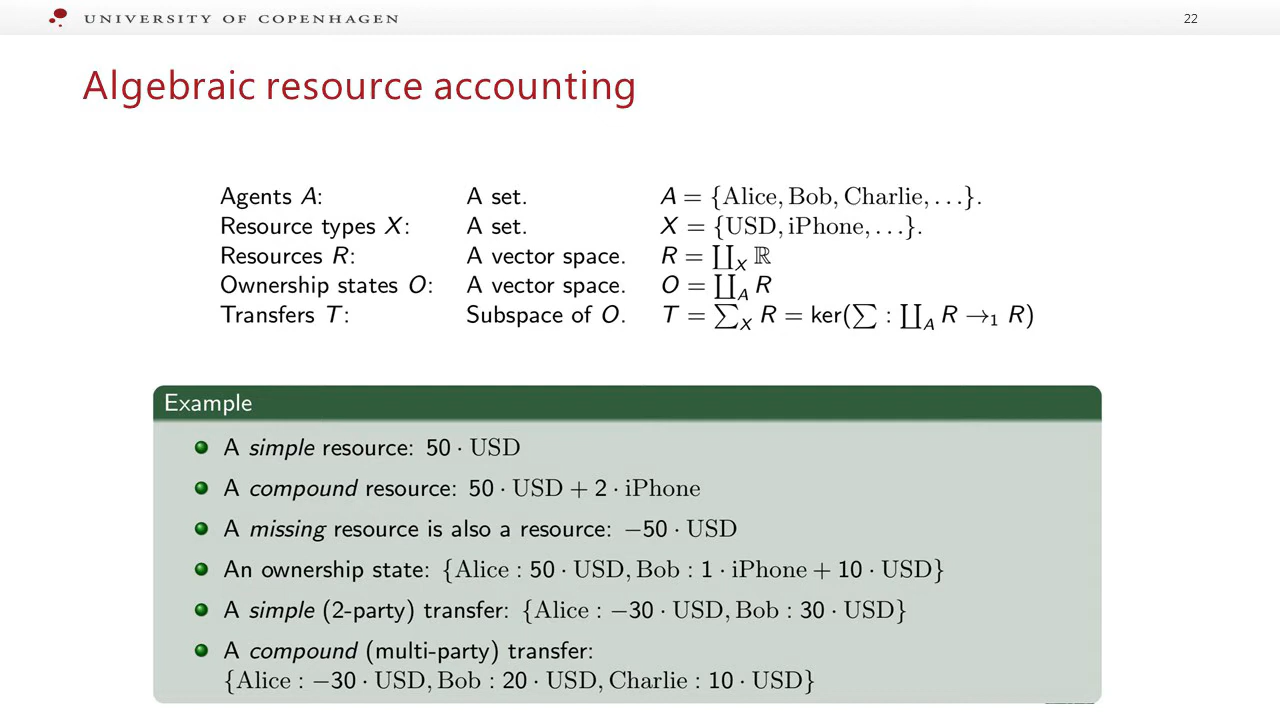 UNIVERSITY OF COPENHAGEN 22
Algebraic resource accounting
Agents A: A set. A = {Alice, Bob, Charlie, . . .}.
Resource types X: A set. X = {USD, iPhone, . . .}.
Resources R: A vector space. R = ∐_X ℝ
Ownership states O: A vector space. O = ∐_A R
Transfers T: Subspace of O. T = ∑_X R = ker(∑ : ∐_A R →₁ R)
Example
A simple resource: 50 · USD
A compound resource: 50 · USD + 2 · iPhone
A missing resource is also a resource: −50 · USD
An ownership state: {Alice : 50 · USD, Bob : 1 · iPhone + 10 · USD}
A simple (2-party) transfer: {Alice : −30 · USD, Bob : 30 · USD}
A compound (multi-party) transfer:
{Alice : −30 · USD, Bob : 20 · USD, Charlie : 10 · USD}